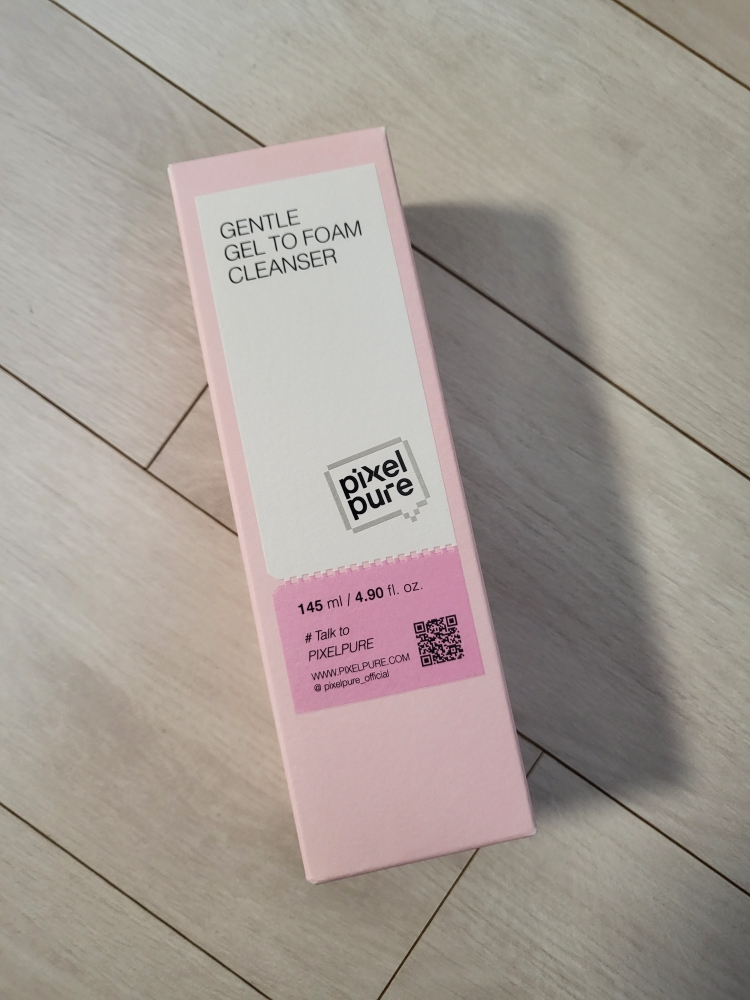 GENTLE
GEL TO FOAM
CLEANSER
pixel
pure
145 ml / 4.90 fl. oz.
# Talk to
PIXELPURE
WWW.PIXELPURE.COM
@ pixelpure_official